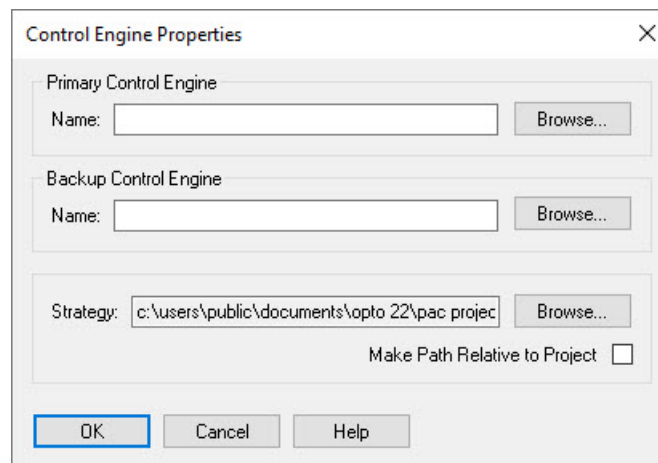 Control Engine Properties
Primary Control Engine
Name:
Browse...
Backup Control Engine
Name:
Browse...
Strategy: c:\users\public\documents\opto 22\pac projec
Browse...
Make Path Relative to Project
OK Cancel Help